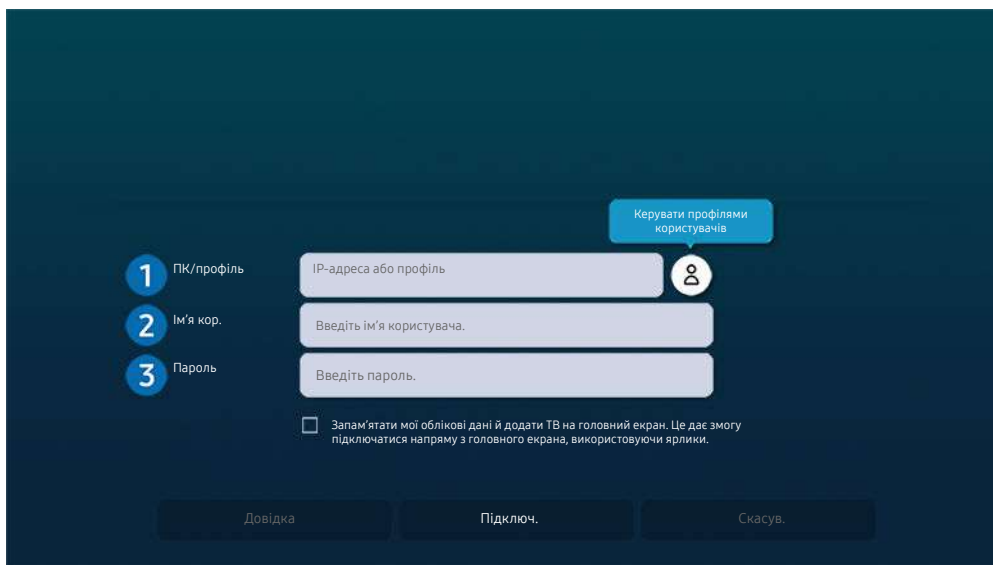 Керувати профілями
користувачів
1 ПК/профіль IP-адреса або профіль
2 Ім’я кор. Введіть ім’я користувача.
3 Пароль Введіть пароль.
Запам’ятати мої облікові дані й додати ТВ на головний екран. Це дає змогу
підключатися напряму з головного екрана, використовуючи ярлики.
Довідка Підключ. Скасув.